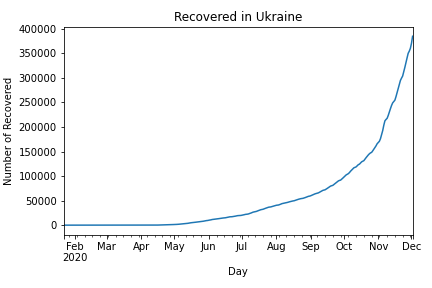 Recovered in Ukraine
400000
350000
300000
250000
200000
150000
100000
50000
0
Number of Recovered
Feb Mar Apr May Jun Jul Aug Sep Oct Nov Dec
2020
Day